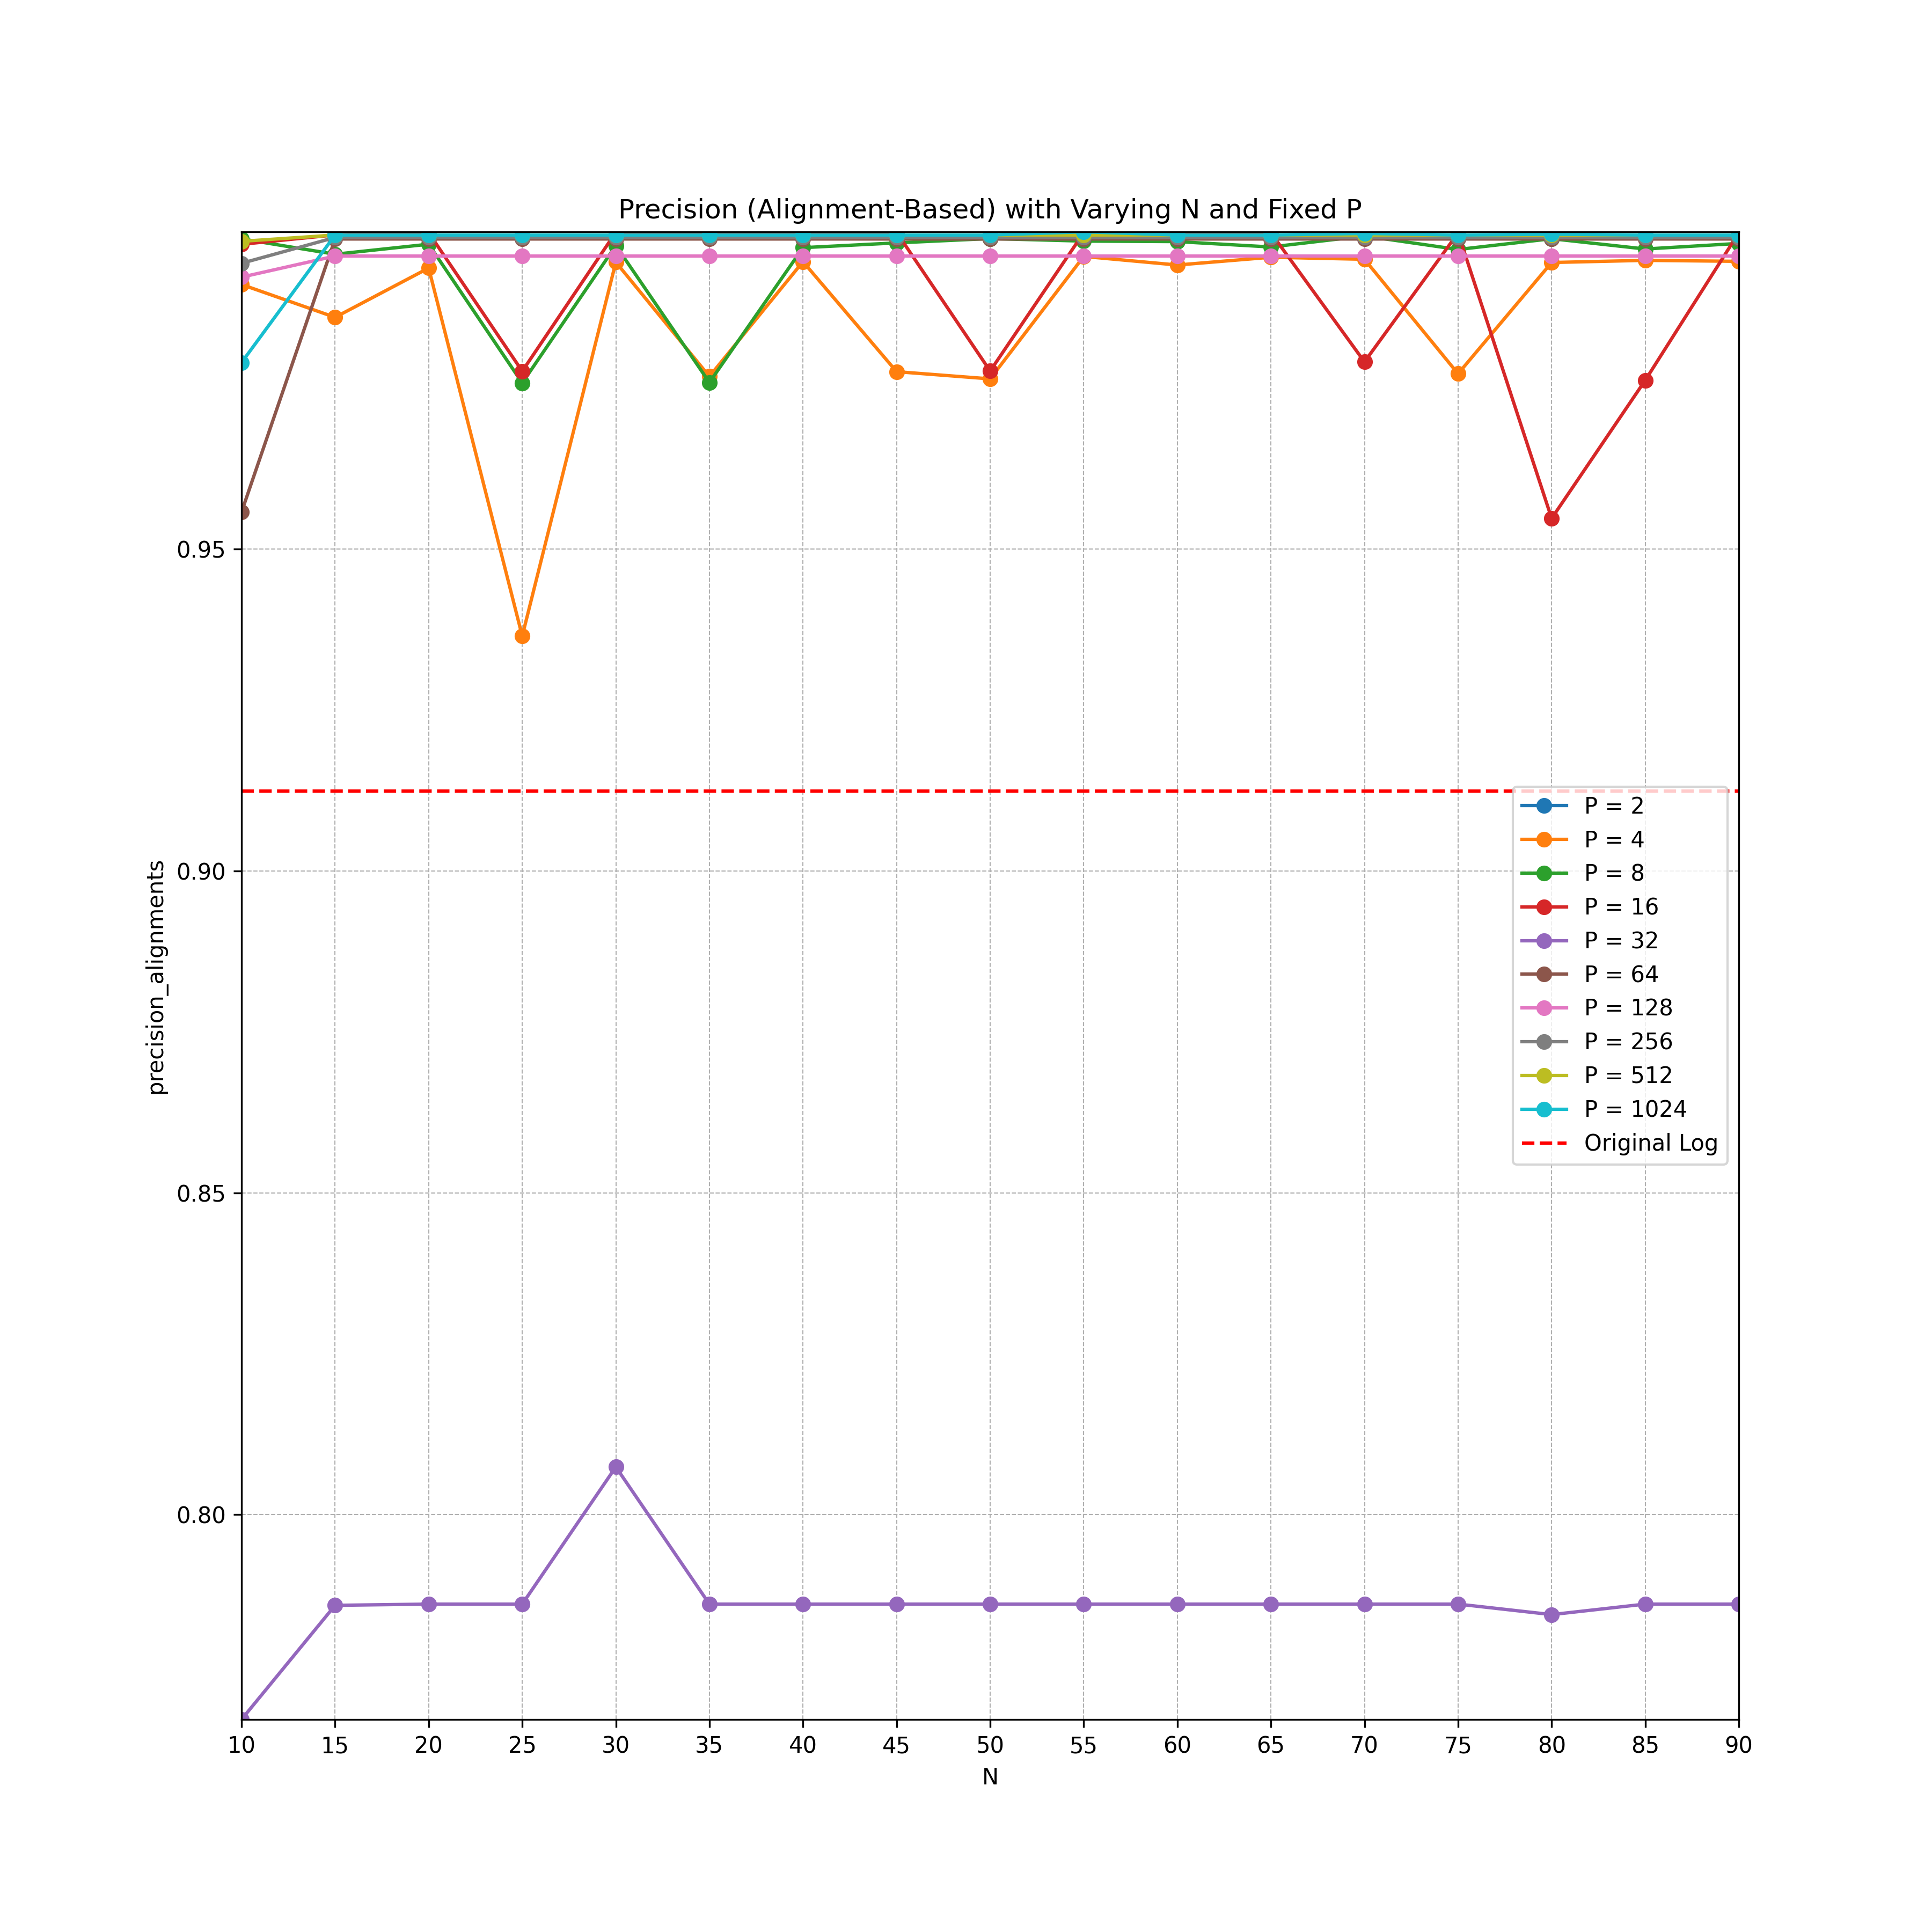 Precision (Alignment-Based) with Varying N and Fixed P
precision_alignments
0.95
0.90
0.85
0.80
P = 2
P = 4
P = 8
P = 16
P = 32
P = 64
P = 128
P = 256
P = 512
P = 1024
Original Log
10 15 20 25 30 35 40 45 50 55 60 65 70 75 80 85 90
N